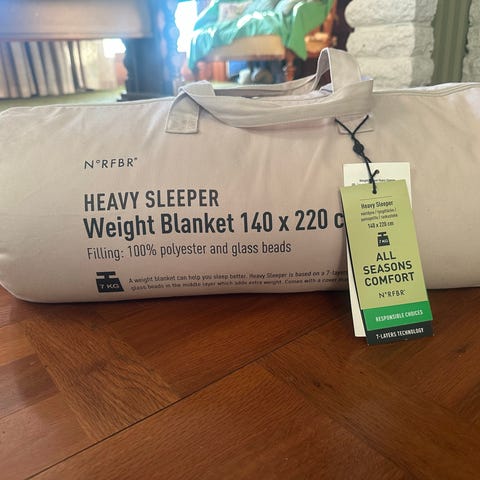 N°RFBR°
HEAVY SLEEPER
Weight Blanket 140 x 220 c
Filling: 100% polyester and glass beads
7 KG
A weight blanket can help you sleep better. Heavy Sleeper is based on a 7-layer
glass beads in the middle layer which adds extra weight. Comes with a cover
Heavy Sleeper
140 x 220 cm
7 KG
ALL
SEASONS
COMFORT
N°RFBR°
RESPONSIBLE CHOICES
7-LAYERS TECHNOLOGY